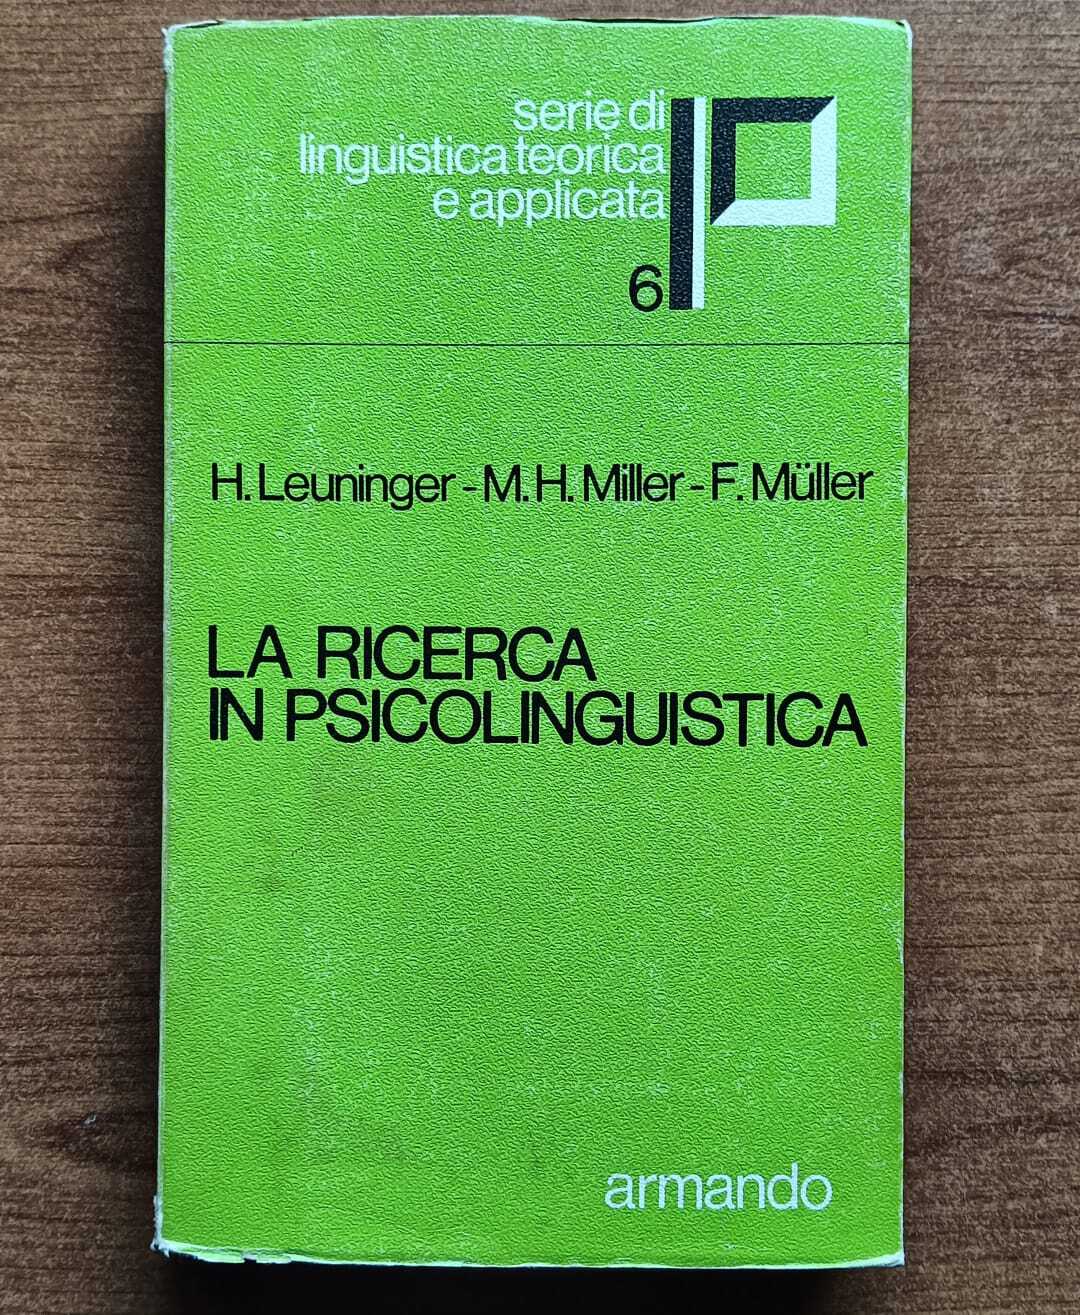 serie di
linguistica teorica
e applicata
6
H. Leuninger - M. H. Miller - F. Müller
LA RICERCA
IN PSICOLINGUISTICA
armando